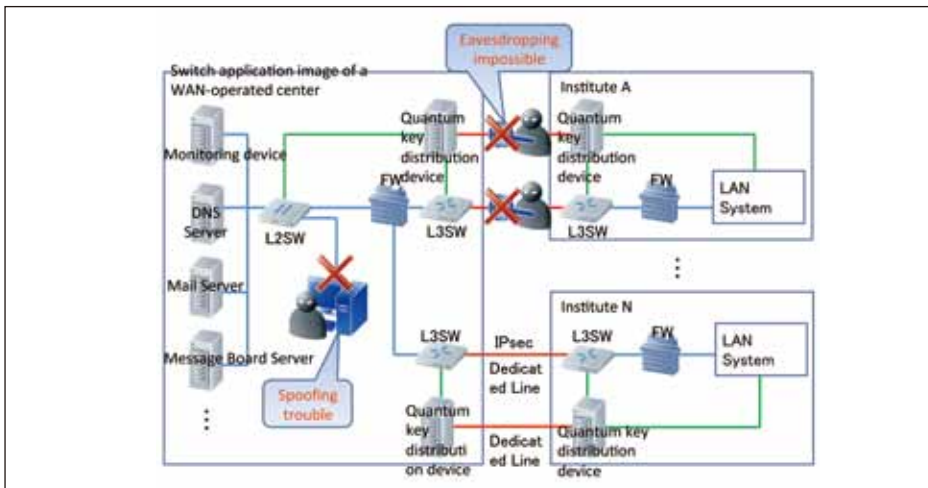 Eavesdropping
impossible
Switch application image of a
WAN-operated center
Institute A
Quantum
key
distribution
device
Quantum
key
distribution
device
Monitoring device
FW
FW
LAN
System
DNS
Server
L2SW
L3SW
L3SW
Mail Server
Institute N
Message Board Server
L3SW
IPsec
L3SW
FW
LAN
System
Dedicat
ed Line
Spoofing
trouble
Quantum
key
distributi
on device
Dedicat
ed Line
Quantum key
distribution
device